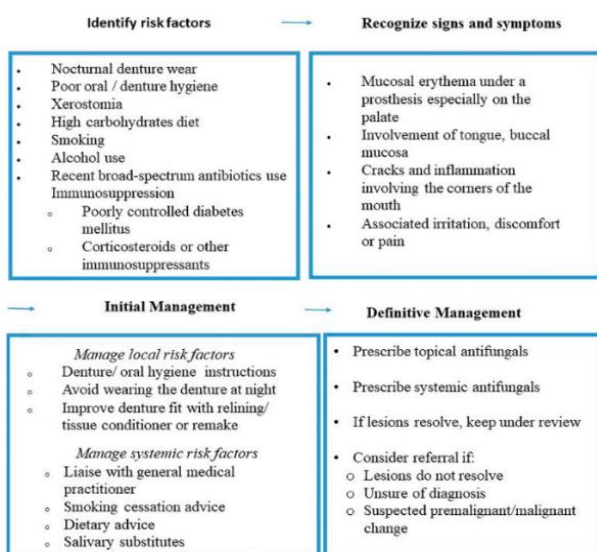 Identify risk factors
• Nocturnal denture wear
• Poor oral / denture hygiene
• Xerostomia
• High carbohydrates diet
• Smoking
• Alcohol use
• Recent broad-spectrum antibiotics use
Immunosuppression
o Poorly controlled diabetes
mellitus
o Corticosteroids or other
immunosuppressants
Recognize signs and symptoms
• Mucosal erythema under a
prosthesis especially on the
palate
• Involvement of tongue, buccal
mucosa
• Cracks and inflammation
involving the corners of the
mouth
• Associated irritation, discomfort
or pain
Initial Management
Manage local risk factors
o Denture/ oral hygiene instructions
o Avoid wearing the denture at night
o Improve denture fit with relining/
tissue conditioner or remake
Manage systemic risk factors
o Liaise with general medical
practitioner
o Smoking cessation advice
o Dietary advice
o Salivary substitutes
Definitive Management
• Prescribe topical antifungals
• Prescribe systemic antifungals
• If lesions resolve, keep under review
• Consider referral if:
o Lesions do not resolve
o Unsure of diagnosis
o Suspected premalignant/malignant
change